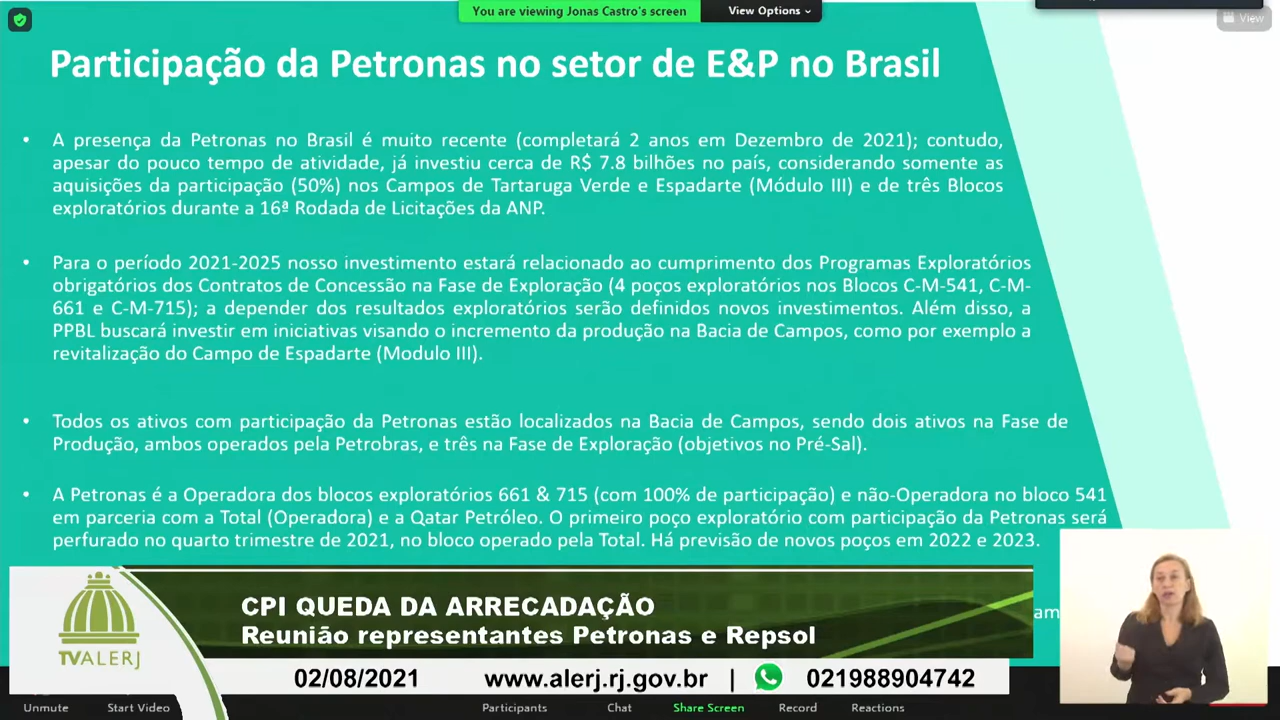 You are viewing Jonas Castro's screen
View Options
View
Participação da Petronas no setor de E&P no Brasil
• A presença da Petronas no Brasil é muito recente (completará 2 anos em Dezembro de 2021); contudo,
apesar do pouco tempo de atividade, já investiu cerca de R$ 7.8 bilhões no país, considerando somente as
aquisições da participação (50%) nos Campos de Tartaruga Verde e Espadarte (Módulo III) e de três Blocos
exploratórios durante a 16ª Rodada de Licitações da ANP.
• Para o período 2021-2025 nosso investimento estará relacionado ao cumprimento dos Programas Exploratórios
obrigatórios dos Contratos de Concessão na Fase de Exploração (4 poços exploratórios nos Blocos C-M-541, C-M-
661 e C-M-715); a depender dos resultados exploratórios serão definidos novos investimentos. Além disso, a
PPBL buscará investir em iniciativas visando o incremento da produção na Bacia de Campos, como por exemplo a
revitalização do Campo de Espadarte (Modulo III).
• Todos os ativos com participação da Petronas estão localizados na Bacia de Campos, sendo dois ativos na Fase de
Produção, ambos operados pela Petrobras, e três na Fase de Exploração (objetivos no Pré-Sal).
• A Petronas é a Operadora dos blocos exploratórios 661 & 715 (com 100% de participação) e não-Operadora no bloco 541
em parceria com a Total (Operadora) e a Qatar Petróleo. O primeiro poço exploratório com participação da Petronas será
perfurado no quarto trimestre de 2021, no bloco operado pela Total. Há previsão de novos poços em 2022 e 2023.
am
CPI QUEDA DA ARRECADAÇÃO
Reunião representantes Petronas e Repsol
TVALERJ
02/08/2021 www.alerj.rj.gov.br | 021988904742
Unmute Start Video Participants Chat Share Screen Record Reactions